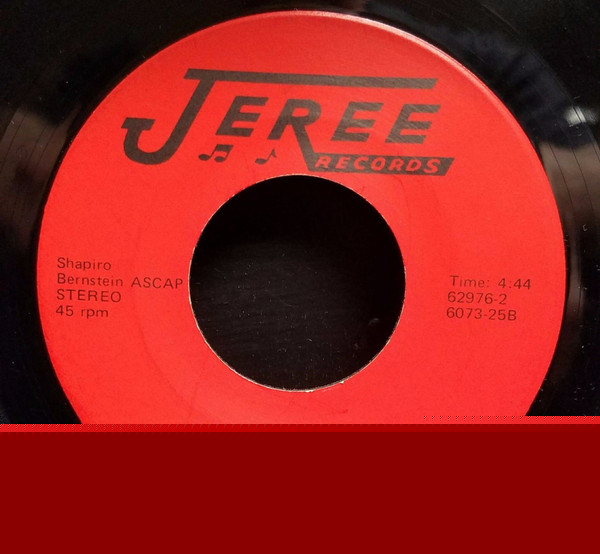 JEREE
RECORDS
Shapiro
Bernstein ASCAP
STEREO
45 rpm
Time: 4:44
62976-2
6073-25B